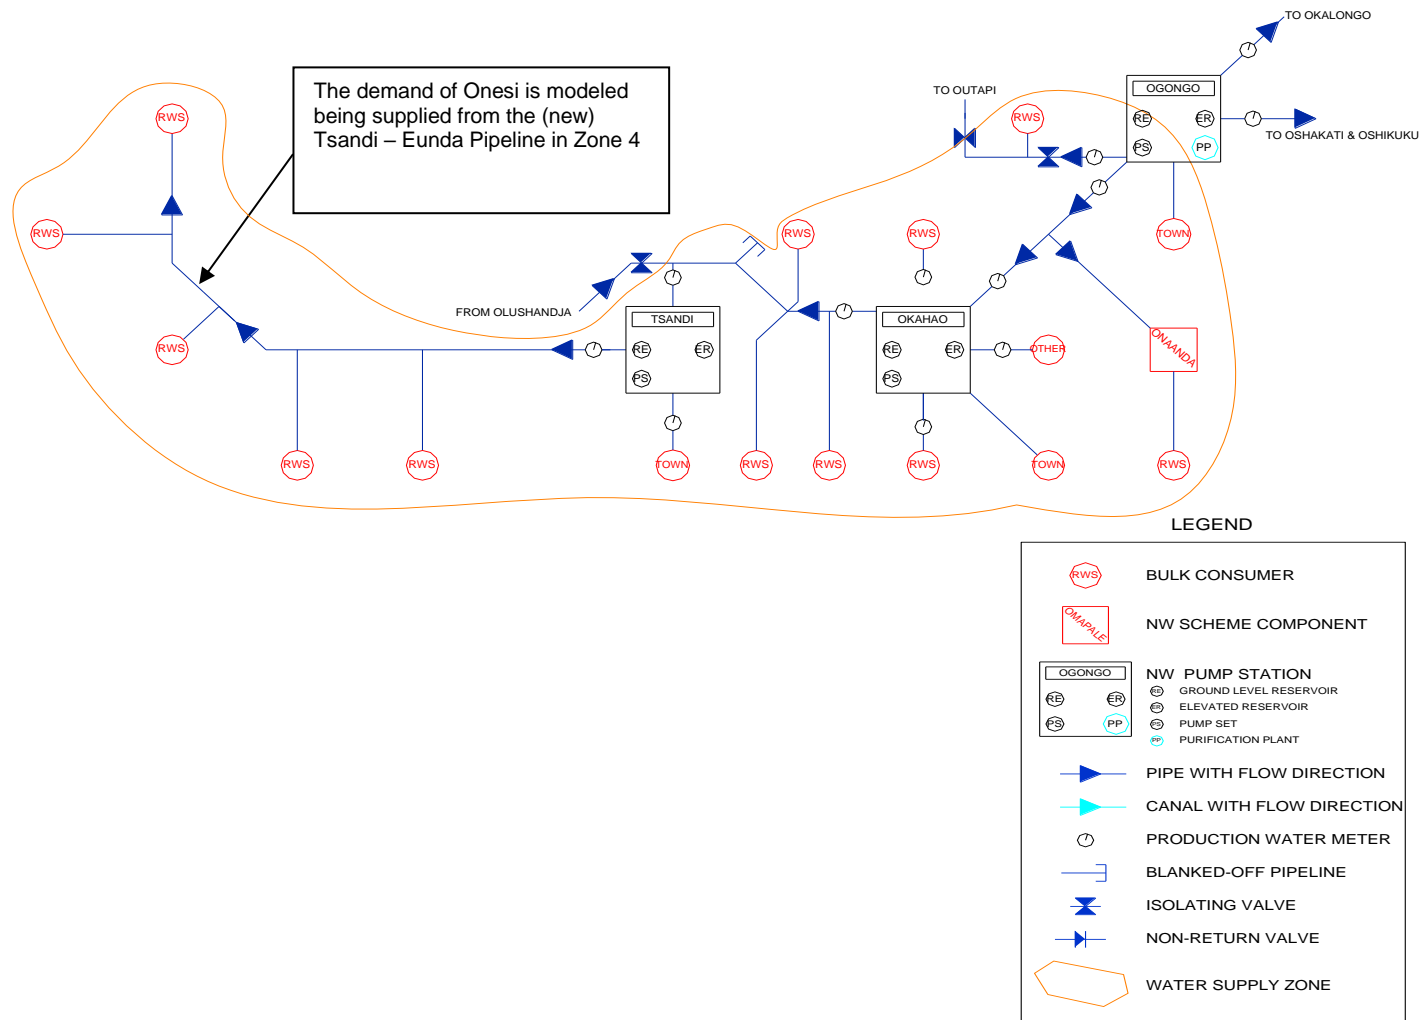 TO OKALONGO
The demand of Onesi is modeled
being supplied from the (new)
Tsandi – Eunda Pipeline in Zone 4
TO OUTAPI
OGONGO
RE
ER
PS
PP
TO OSHAKATI & OSHIKUKU
RWS
RWS
RWS
RWS
RWS
TOWN
FROM OLUSHANDJA
TSANDI
RE
ER
PS
OKAHAO
RE
ER
PS
OTHER
ONAANDA
RWS
RWS
RWS
TOWN
RWS
RWS
RWS
TOWN
RWS
LEGEND
RWS
BULK CONSUMER
OMAPALE
NW SCHEME COMPONENT
OGONGO
RE
ER
PS
PP
NW PUMP STATION
RE GROUND LEVEL RESERVOIR
ER ELEVATED RESERVOIR
PS PUMP SET
PP PURIFICATION PLANT
PIPE WITH FLOW DIRECTION
CANAL WITH FLOW DIRECTION
PRODUCTION WATER METER
BLANKED-OFF PIPELINE
ISOLATING VALVE
NON-RETURN VALVE
WATER SUPPLY ZONE